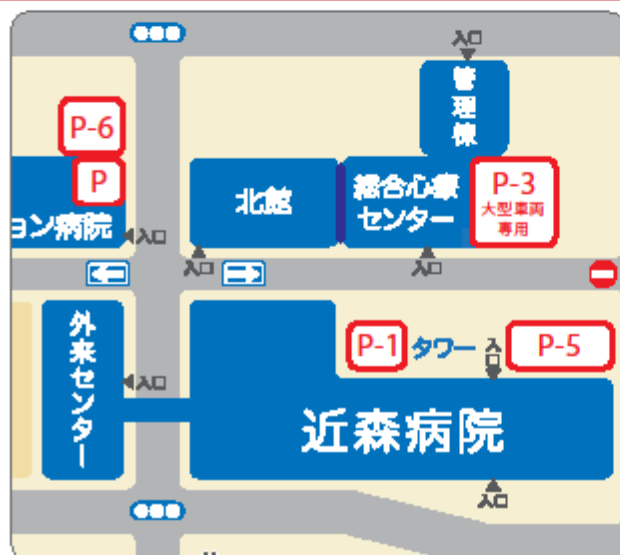 入口
管
理
棟
P-6
P
ョン病院
入口
北館
総合心療
センター
P-3
大型車両
専用
入口
入口
外
来
セ
ン
タ
ー
入口
P-1
タワー
入口
P-5
近森病院
入口